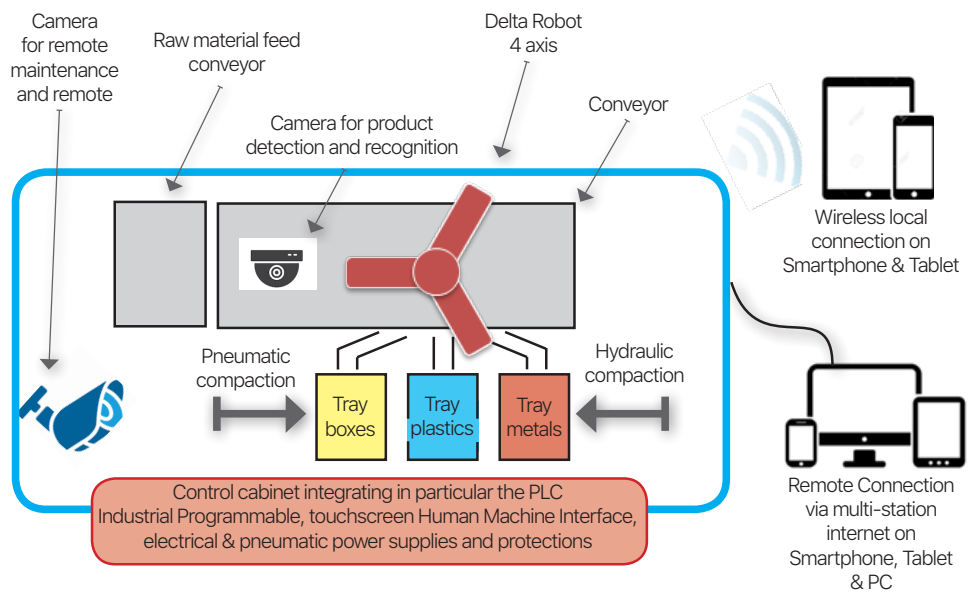 Camera
for remote
maintenance
and remote
Raw material feed
conveyor
Camera for product
detection and recognition
Delta Robot
4 axis
Conveyor
Wireless local
connection on
Smartphone & Tablet
Pneumatic
compaction
Hydraulic
compaction
Tray
boxes
Tray
plastics
Tray
metals
Control cabinet integrating in particular the PLC
Industrial Programmable, touchscreen Human Machine Interface,
electrical & pneumatic power supplies and protections
Remote Connection
via multi-station
internet on
Smartphone, Tablet
& PC